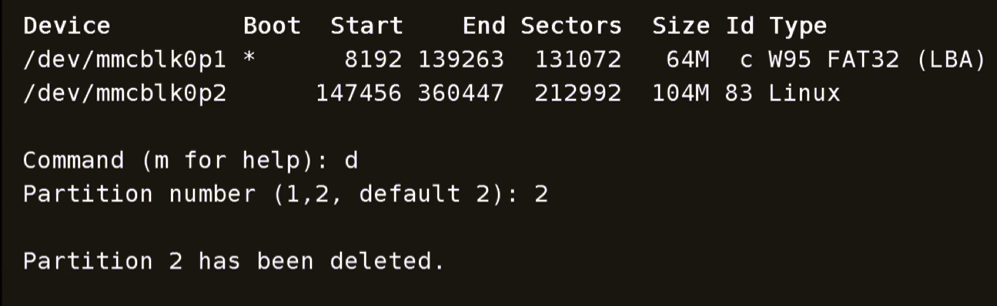 Device Boot Start End Sectors Size Id Type
/dev/mmcblk0p1 * 8192 139263 131072 64M c W95 FAT32 (LBA)
/dev/mmcblk0p2 147456 360447 212992 104M 83 Linux
Command (m for help): d
Partition number (1,2, default 2): 2
Partition 2 has been deleted.